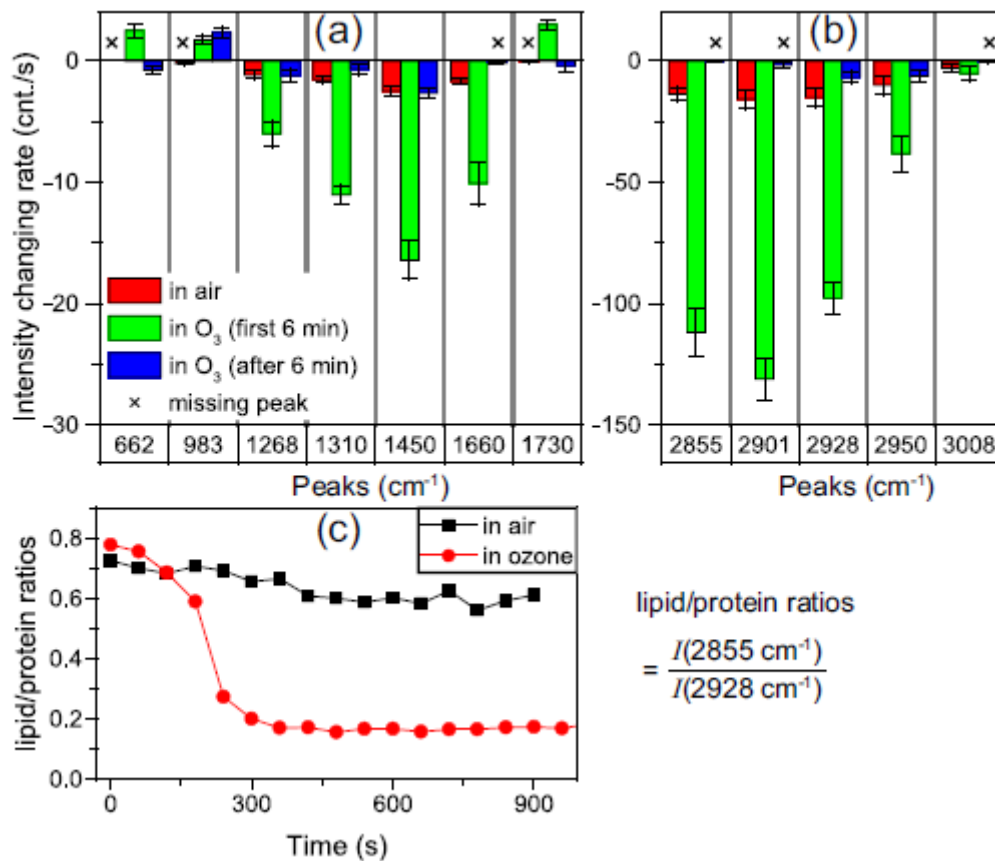 (a)
(b)
Intensity changing rate (cnt./s)
0
-10
-20
-30
0
-50
-100
-150
in air
in O₃ (first 6 min)
in O₃ (after 6 min)
× missing peak
662 983 1268 1310 1450 1660 1730
2855 2901 2928 2950 3008
Peaks (cm⁻¹)
Peaks (cm⁻¹)
(c)
in air
in ozone
lipid/protein ratios
0.8
0.6
0.4
0.2
0.0
0 300 600 900
Time (s)
lipid/protein ratios
= I(2855 cm⁻¹)
I(2928 cm⁻¹)